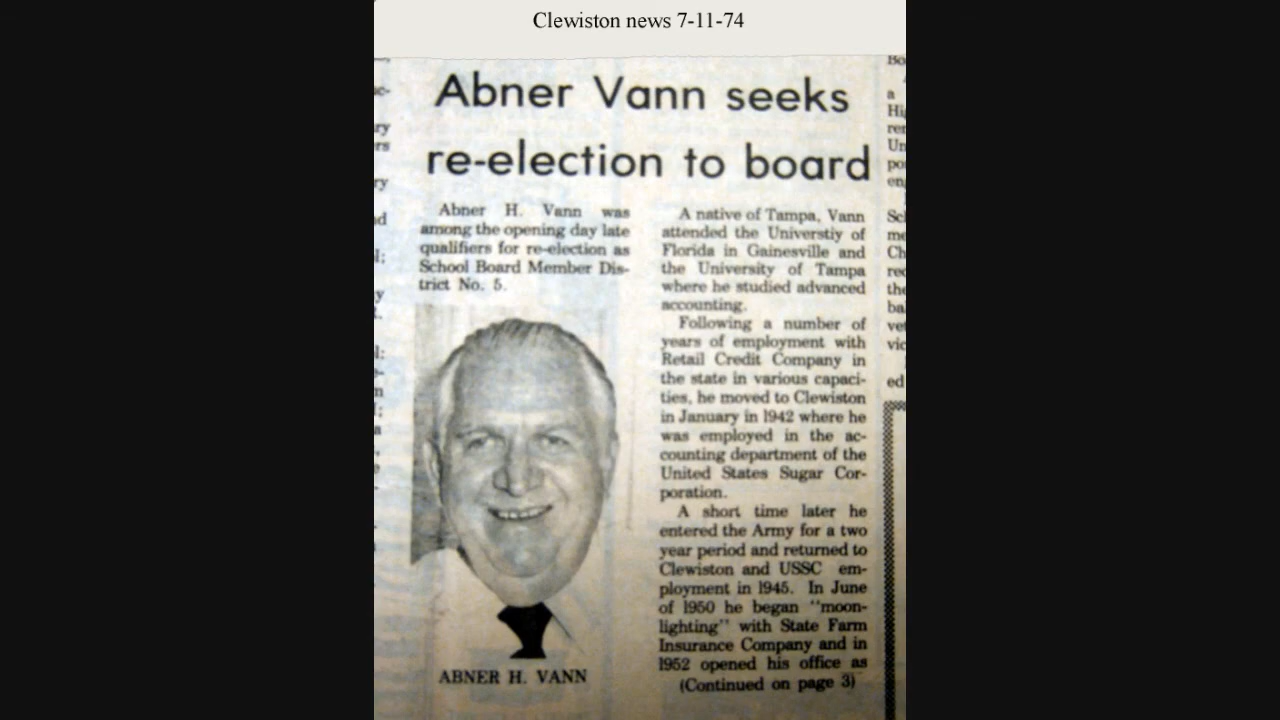 Clewiston news 7-11-74
Abner Vann seeks
re-election to board
Abner H. Vann was
among the opening day late
qualifiers for re-election as
School Board Member Dis-
trict No. 5.
ABNER H. VANN
A native of Tampa, Vann
attended the Universtiy of
Florida in Gainesville and
the University of Tampa
where he studied advanced
accounting.
Following a number of
years of employment with
Retail Credit Company in
the state in various capaci-
ties, he moved to Clewiston
in January in 1942 where he
was employed in the ac-
counting department of the
United States Sugar Cor-
poration.
A short time later he
entered the Army for a two
year period and returned to
Clewiston and USSC em-
ployment in 1945. In June
of 1950 he began "moon-
lighting" with State Farm
Insurance Company and in
1952 opened his office as
(Continued on page 3)